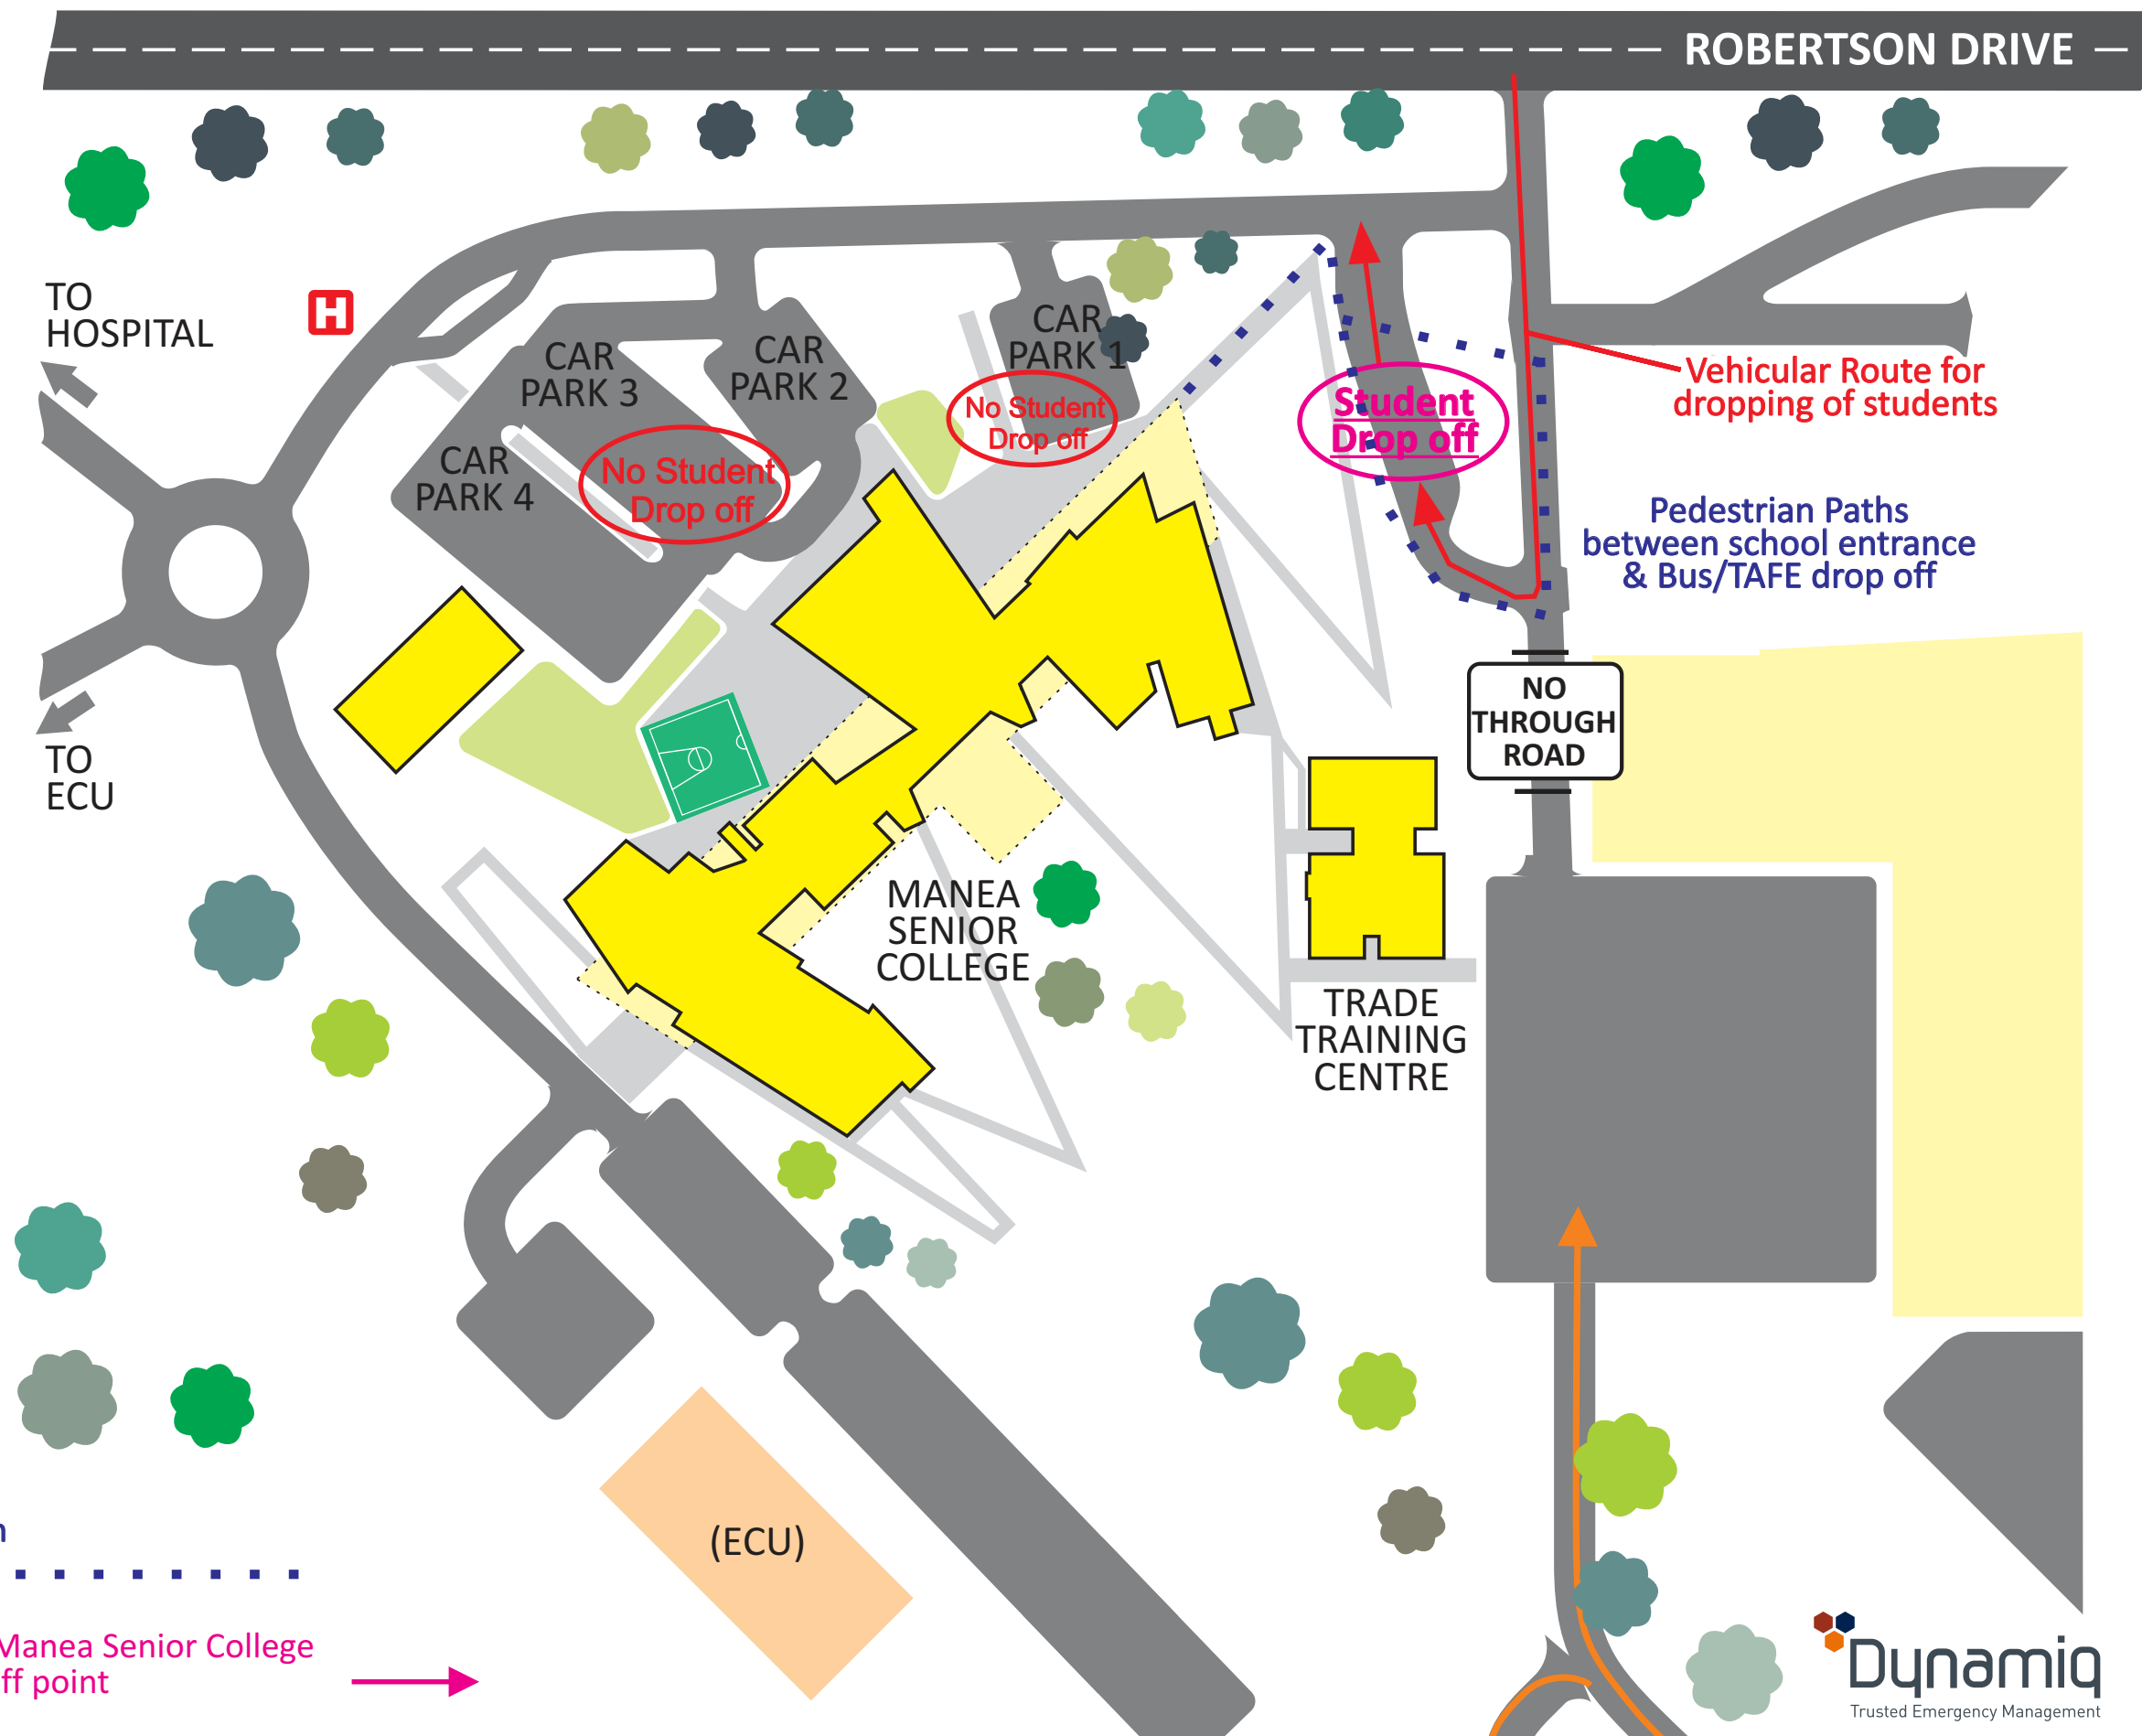 ROBERTSON DRIVE
TO
HOSPITAL
H
CAR
PARK 3
CAR
PARK 2
CAR
PARK 1
CAR
PARK 4
No Student
Drop off
No Student
Drop off
Student
Drop off
Vehicular Route for
dropping of students
Pedestrian Paths
between school entrance
& Bus/TAFE drop off
NO
THROUGH
ROAD
TO
ECU
MANEA
SENIOR
COLLEGE
TRADE
TRAINING
CENTRE
(ECU)
Manea Senior College
ff point
Dynamiq
Trusted Emergency Management